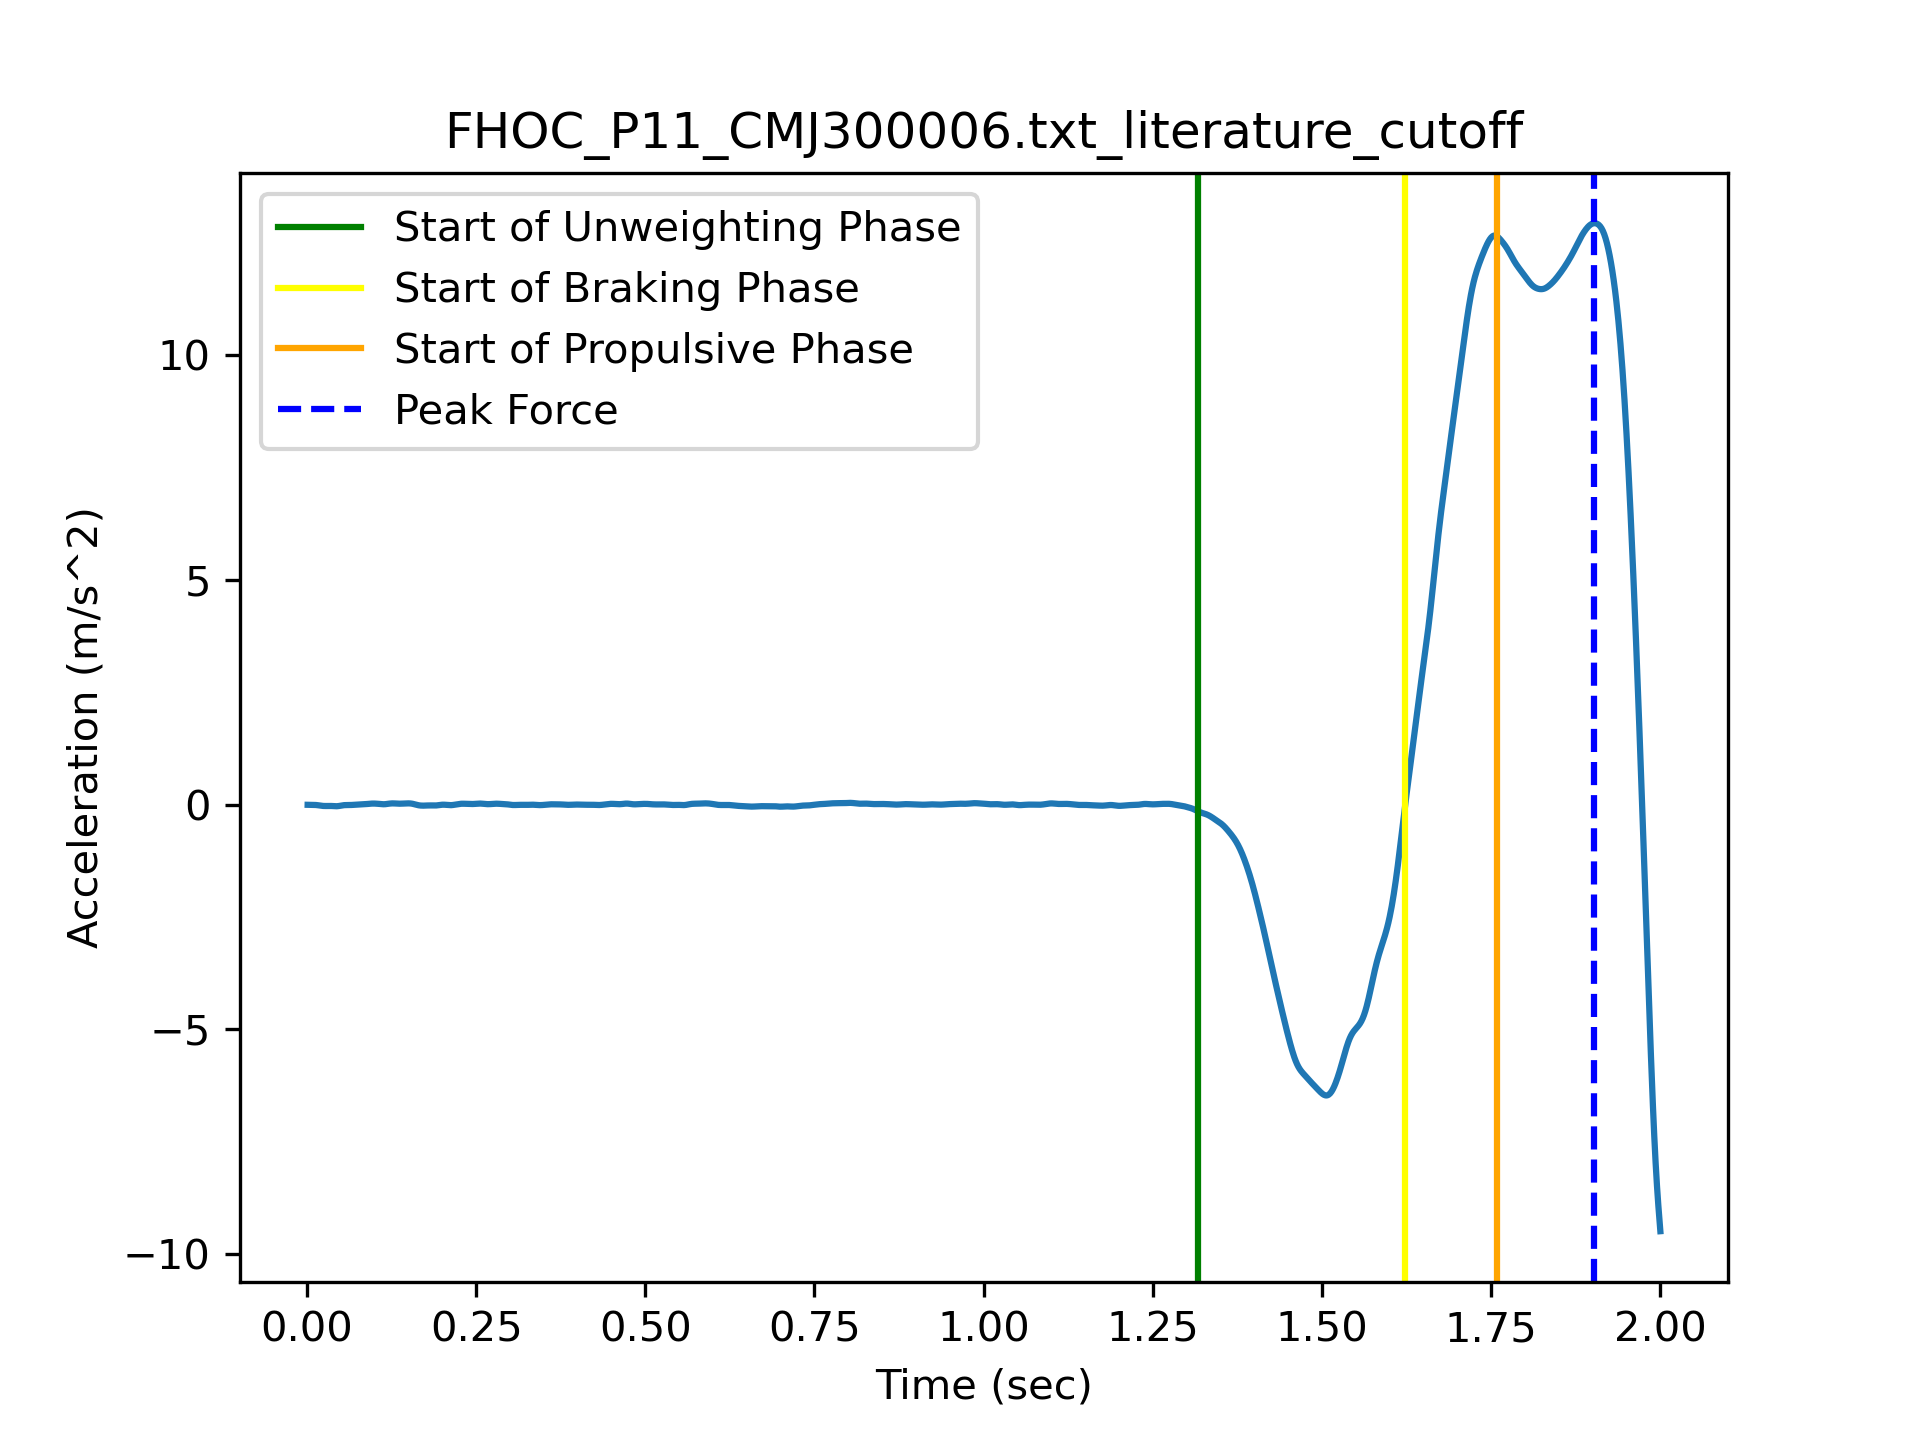 FHOC_P11_CMJ300006.txt_literature_cutoff
Start of Unweighting Phase
Start of Braking Phase
Start of Propulsive Phase
Peak Force
10
5
0
−5
−10
Acceleration (m/s^2)
0.00 0.25 0.50 0.75 1.00 1.25 1.50 1.75 2.00
Time (sec)